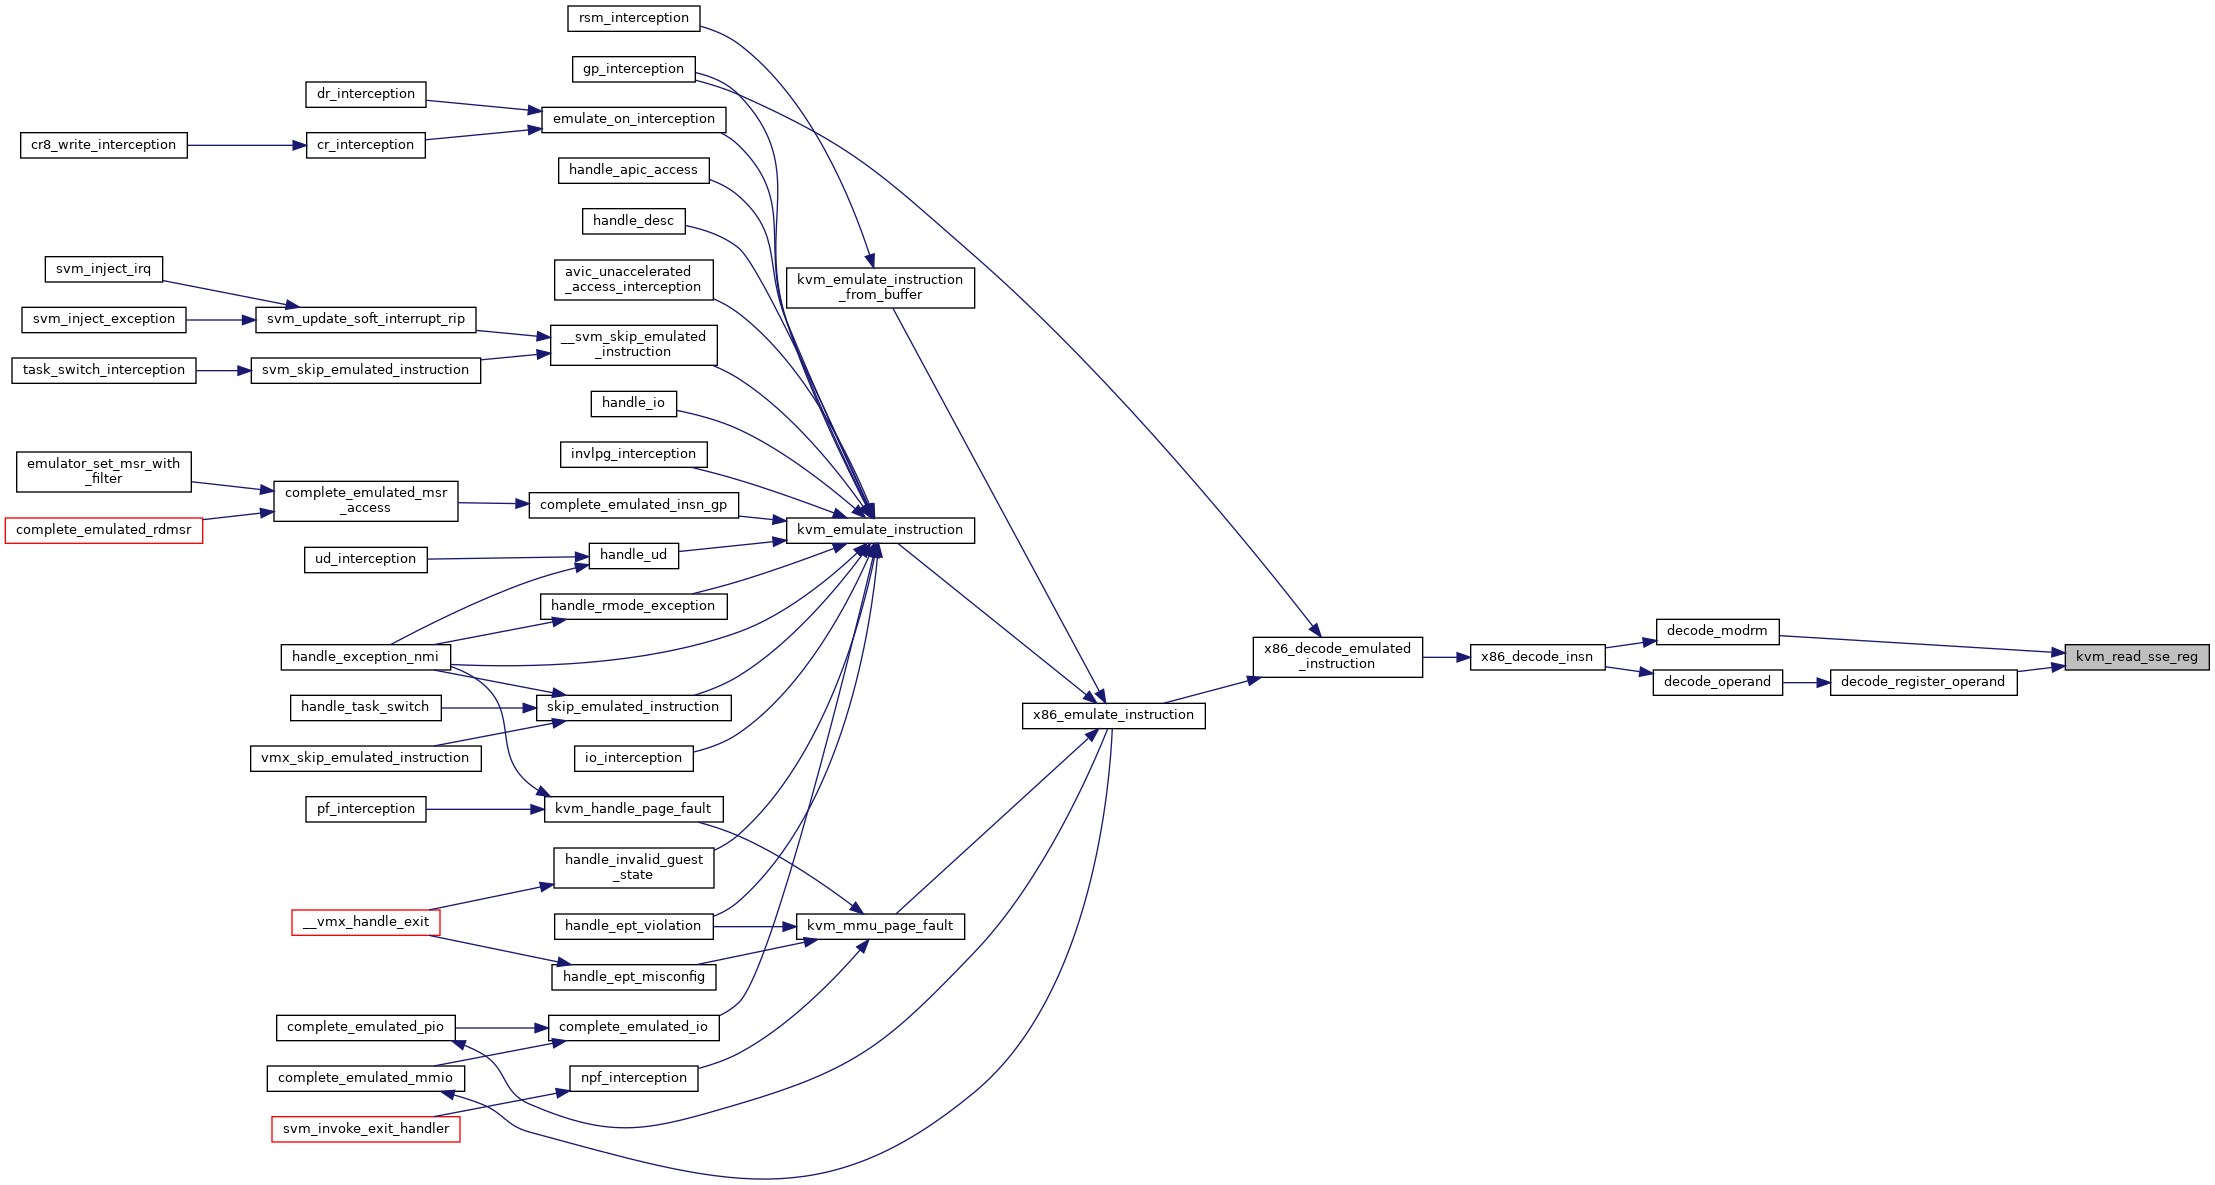 rsm_interception
gp_interception
dr_interception
emulate_on_interception
cr8_write_interception
cr_interception
handle_apic_access
handle_desc
svm_inject_irq
avic_unaccelerated
_access_interception
kvm_emulate_instruction
_from_buffer
svm_inject_exception
svm_update_soft_interrupt_rip
__svm_skip_emulated
_instruction
task_switch_interception
svm_skip_emulated_instruction
handle_io
invlpg_interception
emulator_set_msr_with
_filter
complete_emulated_msr
_access
complete_emulated_insn_gp
complete_emulated_rdmsr
kvm_emulate_instruction
ud_interception
handle_ud
handle_rmode_exception
handle_exception_nmi
x86_decode_emulated
_instruction
x86_decode_insn
decode_modrm
kvm_read_sse_reg
decode_operand
decode_register_operand
handle_task_switch
skip_emulated_instruction
x86_emulate_instruction
vmx_skip_emulated_instruction
io_interception
pf_interception
kvm_handle_page_fault
handle_invalid_guest
_state
__vmx_handle_exit
handle_ept_violation
kvm_mmu_page_fault
handle_ept_misconfig
complete_emulated_pio
complete_emulated_io
complete_emulated_mmio
npf_interception
svm_invoke_exit_handler